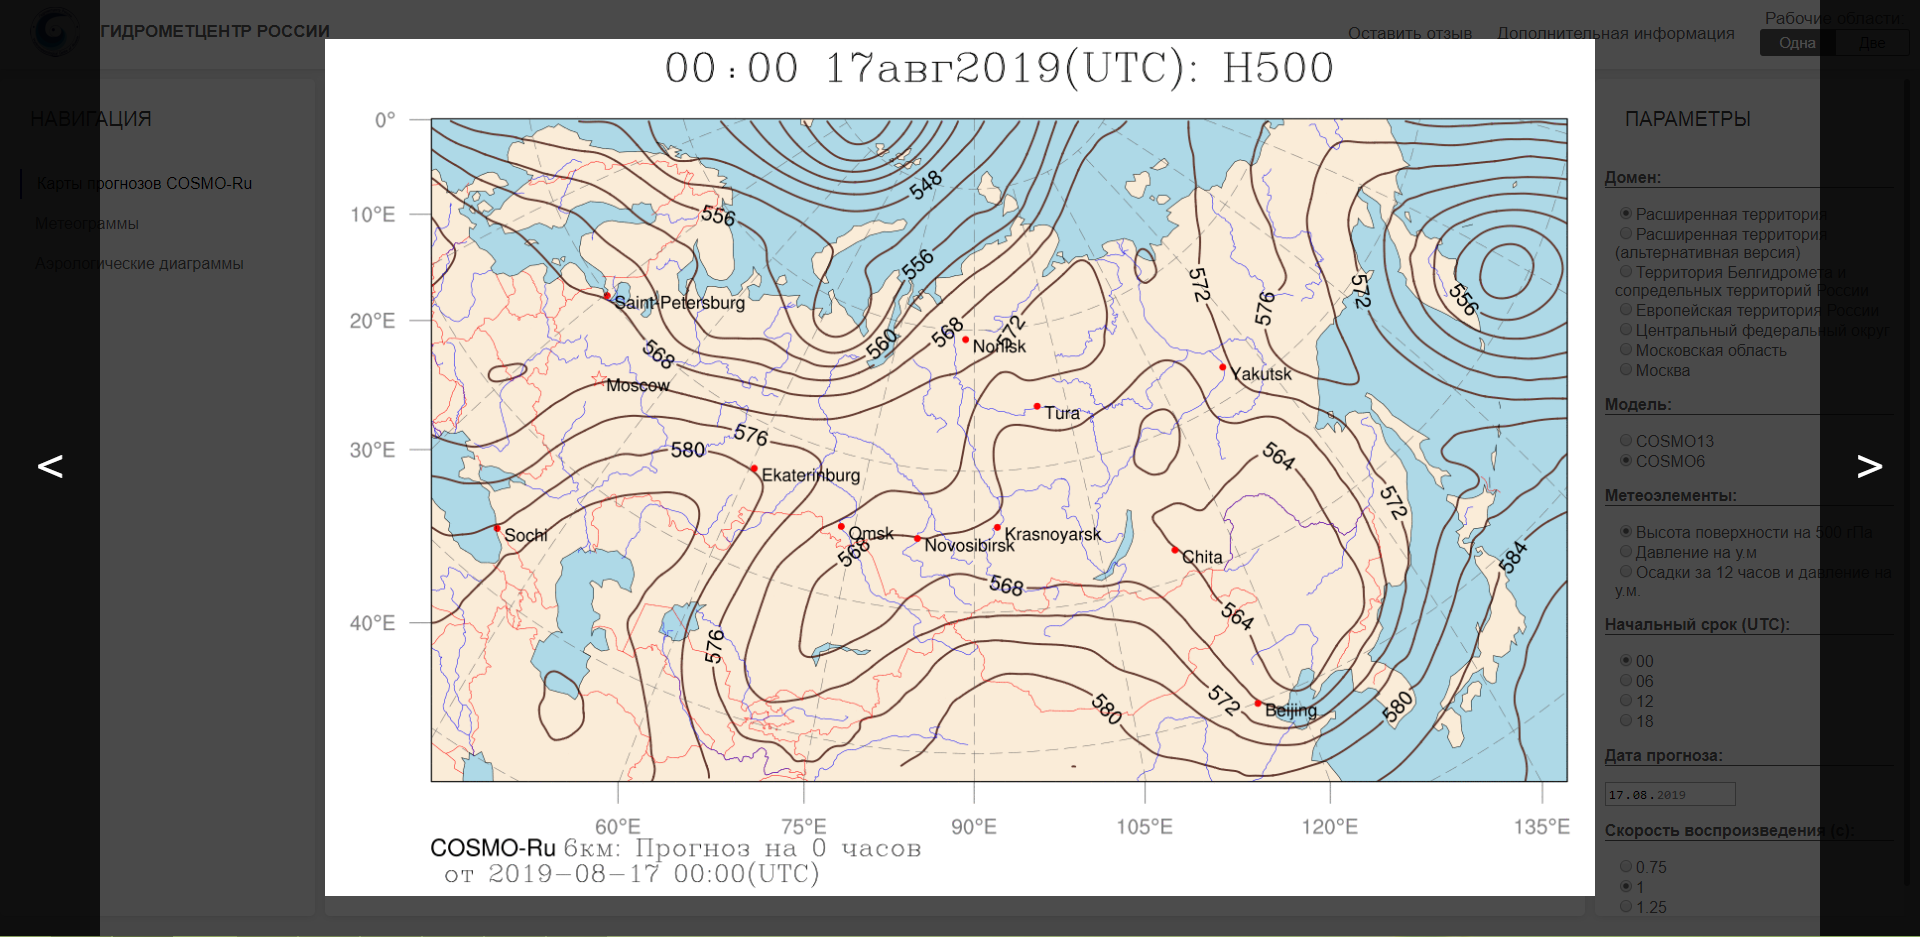 ГИДРОМЕТЦЕНТР РОССИИ
Оставить отзыв
Дополнительная информация
Рабочие области:
Одна
Две
НАВИГАЦИЯ
Карты прогнозов COSMO-Ru
Метеограммы
Аэрологические диаграммы
00:00 17авг2019(UTC): H500
0°
10°E
20°E
30°E
40°E
548
556
556
556
572
576
572
560
568
572
568
576
580
564
572
584
568
568
564
576
580
572
580
Saint-Petersburg
Moscow
Norilsk
Yakutsk
Tura
Ekaterinburg
Sochi
Omsk
Novosibirsk
Krasnoyarsk
Chita
Beijing
60°E
75°E
90°E
105°E
120°E
135°E
COSMO-Ru 6км: Прогноз на 0 часов
от 2019-08-17 00:00(UTC)
<
>
ПАРАМЕТРЫ
Домен:
Расширенная территория
Расширенная территория
(альтернативная версия)
Территория Белгидромета и
сопредельных территорий России
Европейская территория России
Центральный федеральный округ
Московская область
Москва
Модель:
COSMO13
COSMO6
Метеоэлементы:
Высота поверхности на 500 гПа
Давление на у.м
Осадки за 12 часов и давление на
у.м.
Начальный срок (UTC):
00
06
12
18
Дата прогноза:
17.08.2019
Скорость воспроизведения (с):
0.75
1
1.25